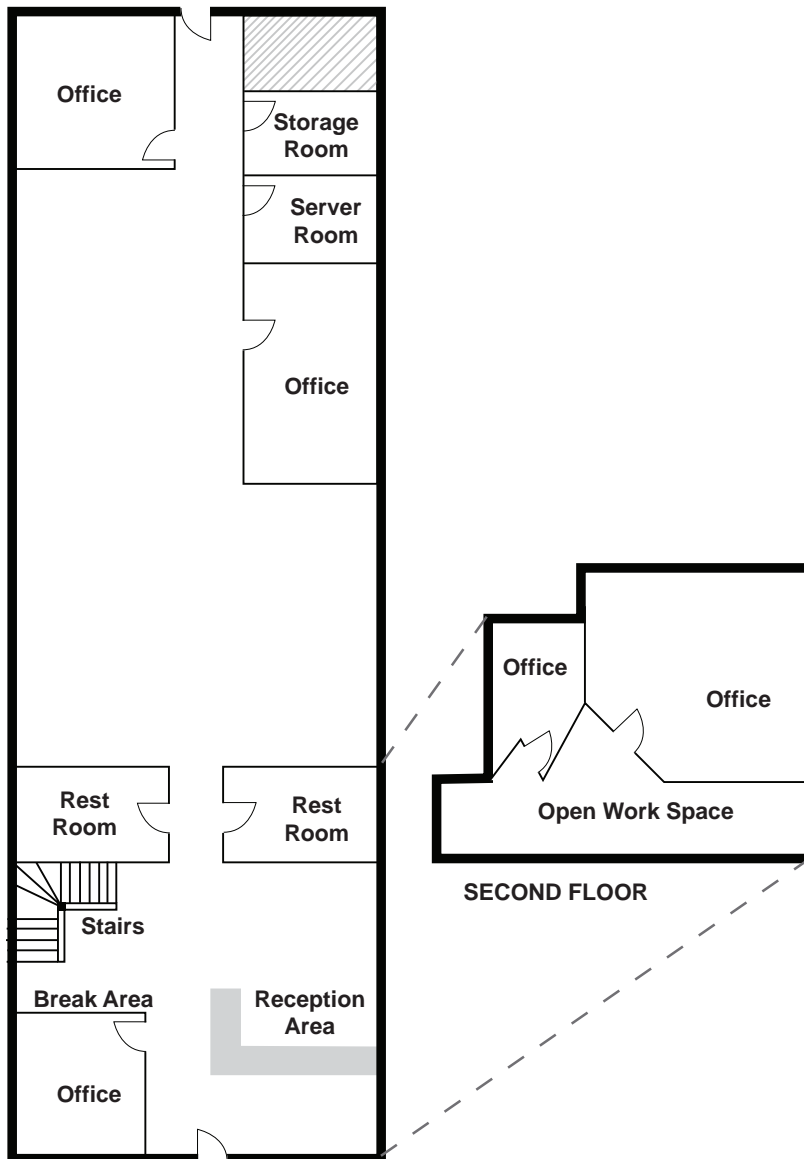 Office
Storage
Room
Server
Room
Office
Office
Office
Rest
Room
Rest
Room
Open Work Space
SECOND FLOOR
Stairs
Break Area
Reception
Area
Office